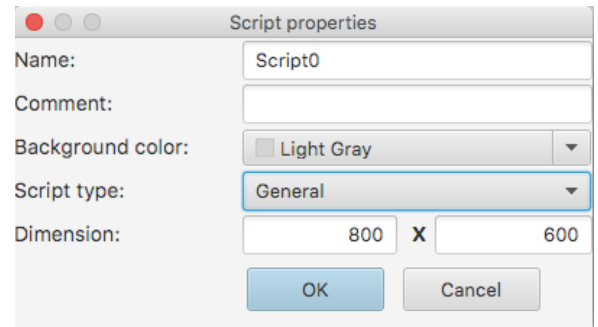 Script properties
Name: Script0
Comment:
Background color: Light Gray
Script type: General
Dimension: 800 X 600
OK Cancel